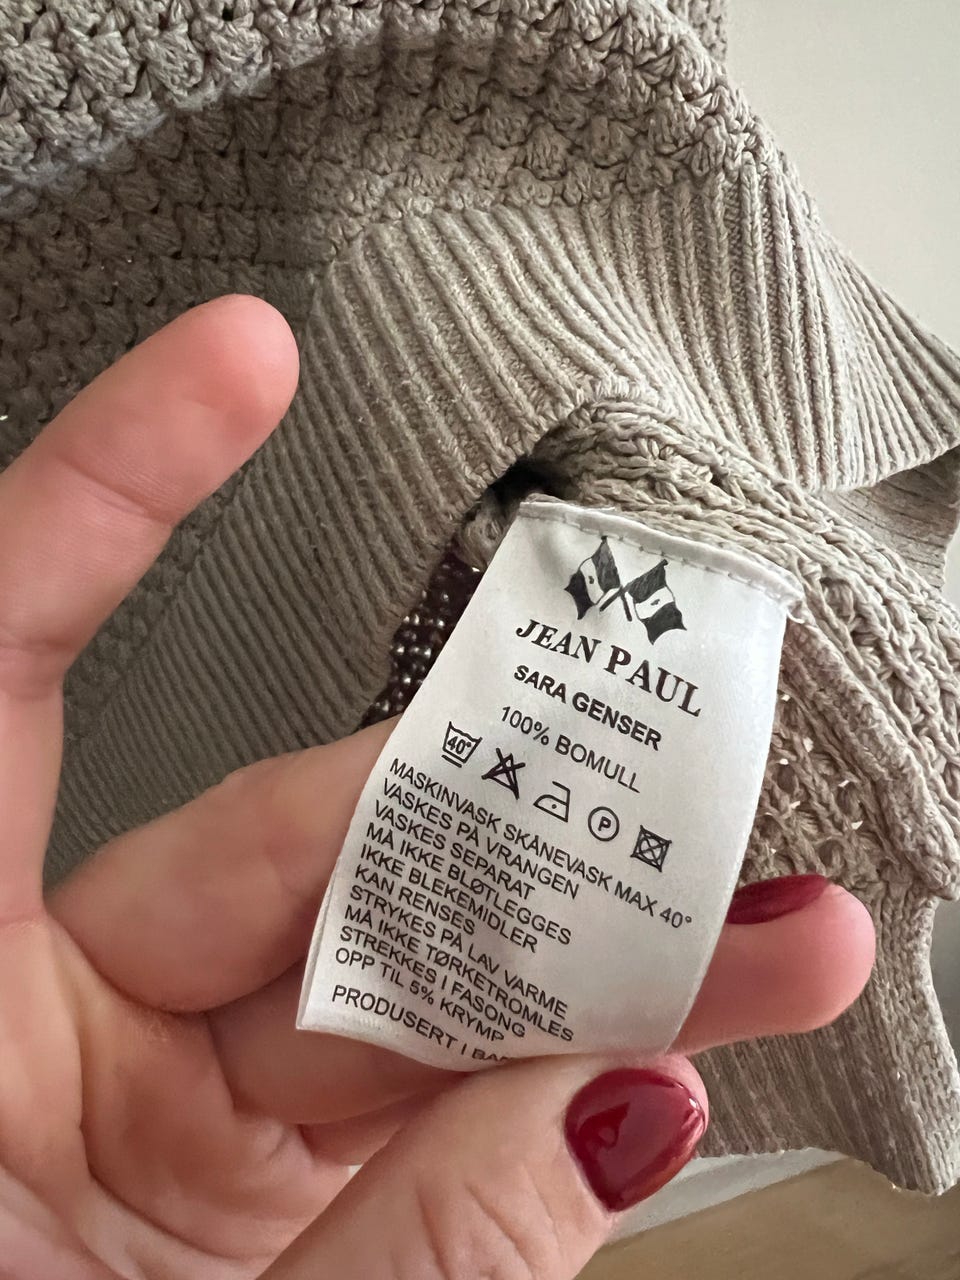 JEAN PAUL
SARA GENSER
100% BOMULL
40°
P
MASKINVASK SKÅNEVASK MAX 40°
VASKES PÅ VRANGEN
VASKES SEPARAT
MÅ IKKE BLØTLEGGES
IKKE BLEKEMIDLER
KAN RENSES
STRYKES PÅ LAV VARME
MÅ IKKE TØRKETROMLES
STREKKES I FASONG
OPP TIL 5% KRYMP
PRODUSERT I